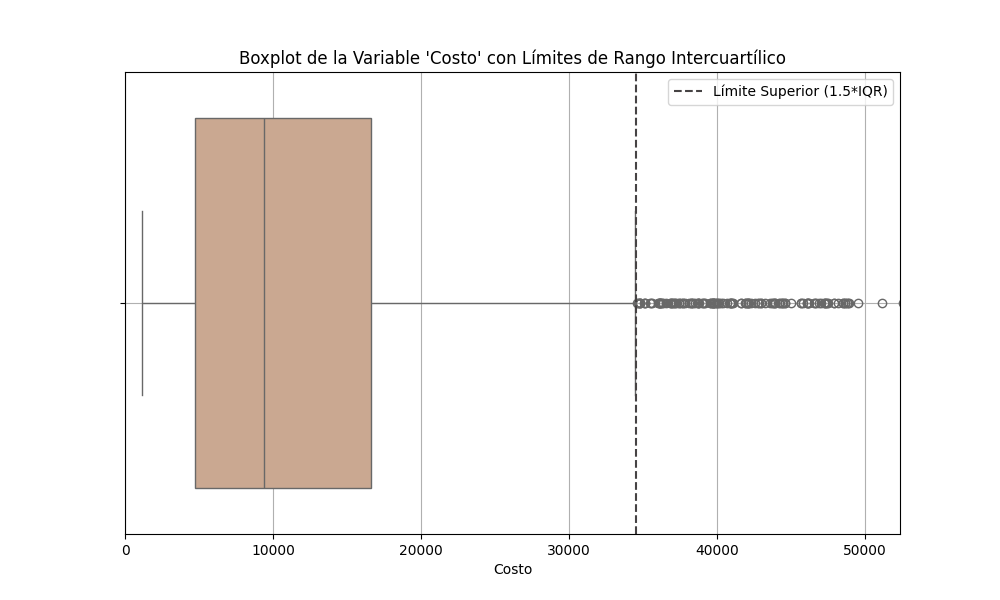 Boxplot de la Variable 'Costo' con Límites de Rango Intercuartílico
Límite Superior (1.5*IQR)
0 10000 20000 30000 40000 50000
Costo